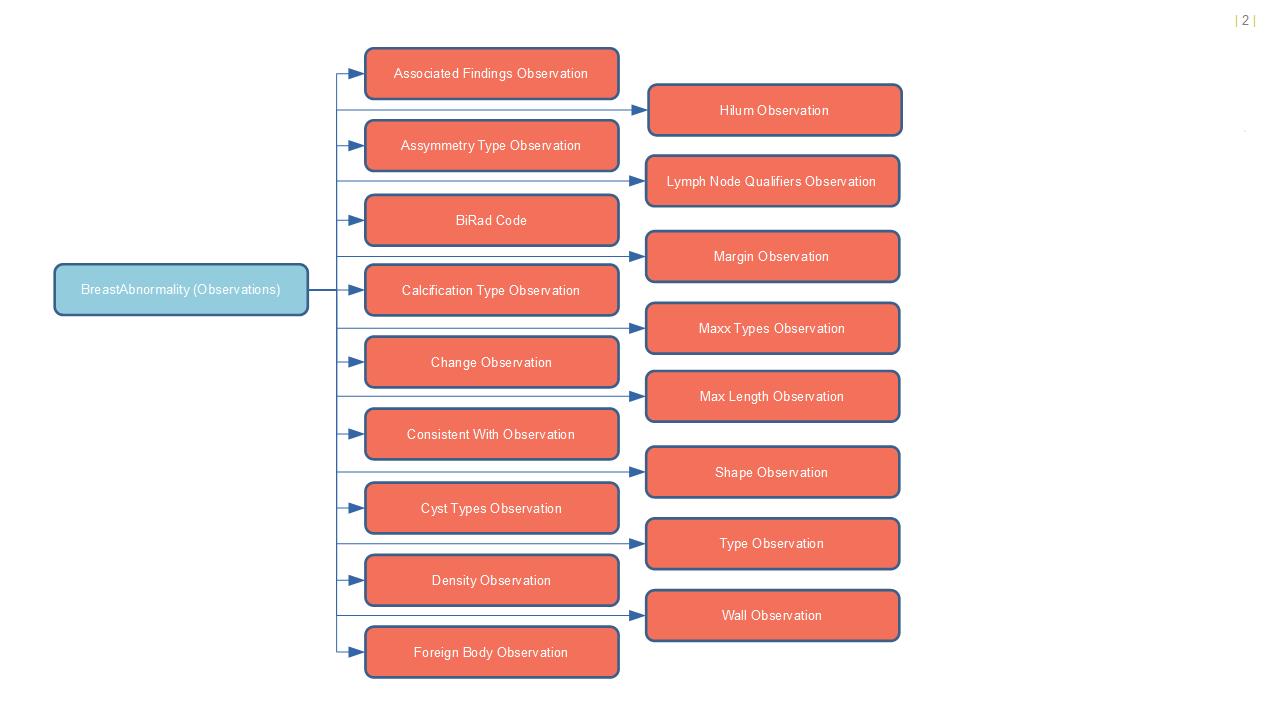 | 2 |
Associated Findings Observation
Hilum Observation
Assymmetry Type Observation
Lymph Node Qualifiers Observation
BiRad Code
Margin Observation
BreastAbnormality (Observations)
Calcification Type Observation
Maxx Types Observation
Change Observation
Max Length Observation
Consistent With Observation
Shape Observation
Cyst Types Observation
Type Observation
Density Observation
Wall Observation
Foreign Body Observation